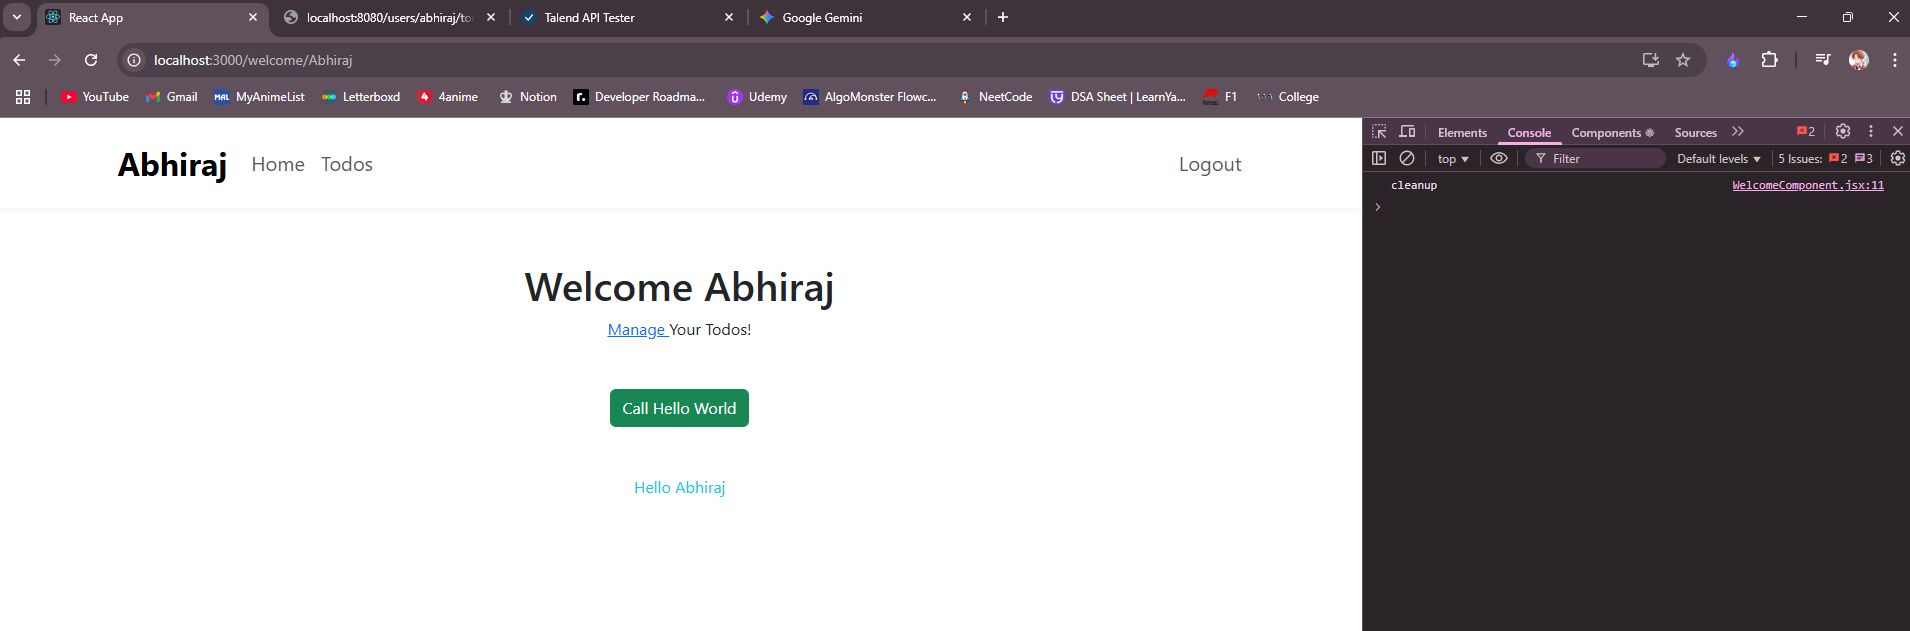 React App
localhost:8080/users/abhiraj/to
Talend API Tester
Google Gemini
localhost:3000/welcome/Abhiraj
YouTube
Gmail
MAL MyAnimeList
Letterboxd
4anime
Notion
r. Developer Roadma...
Udemy
AlgoMonster Flowc...
NeetCode
DSA Sheet | LearnYa...
F1
College
Abhiraj
Home
Todos
Logout
Welcome Abhiraj
Manage Your Todos!
Call Hello World
Hello Abhiraj
Elements
Console
Components
Sources
2
top
Filter
Default levels
5 Issues: 2 3
cleanup
WelcomeComponent.jsx:11